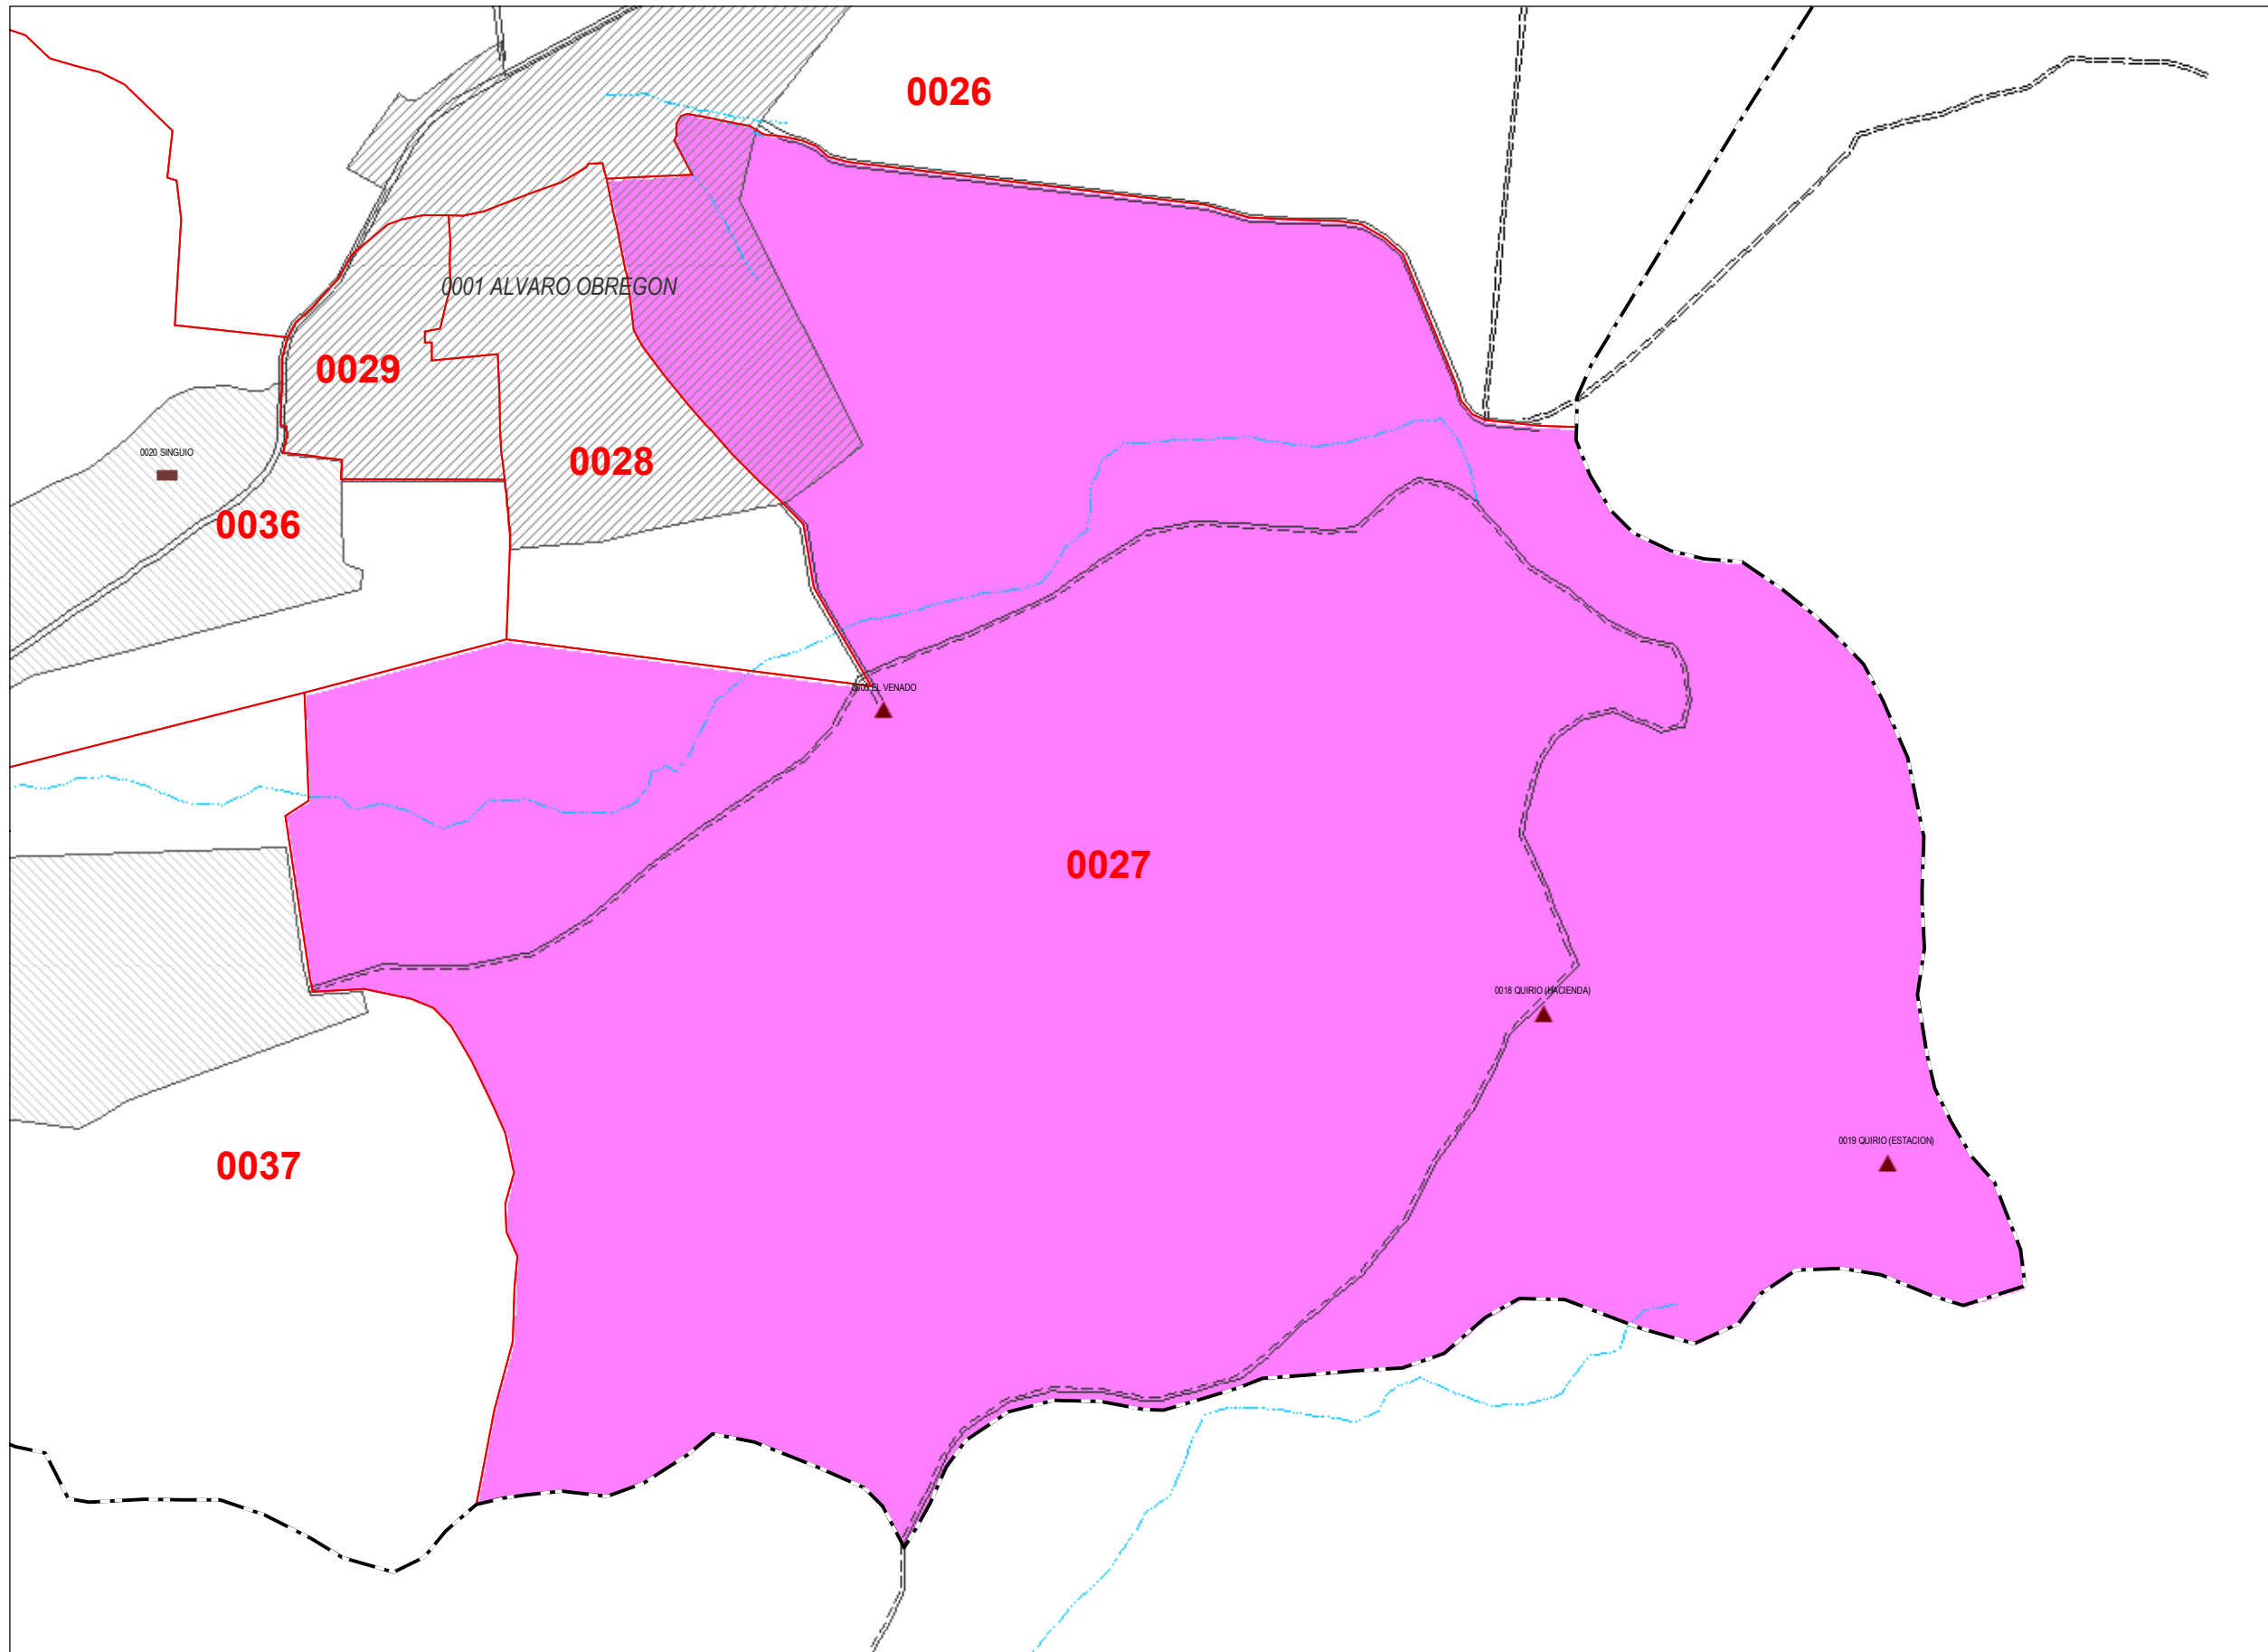 0026
0001 ALVARO OBREGON
0029
0020 SINGUIO
0028
0036
EL VENADO
0027
0018 QUIRIO (HACIENDA)
0019 QUIRIO (ESTACION)
0037